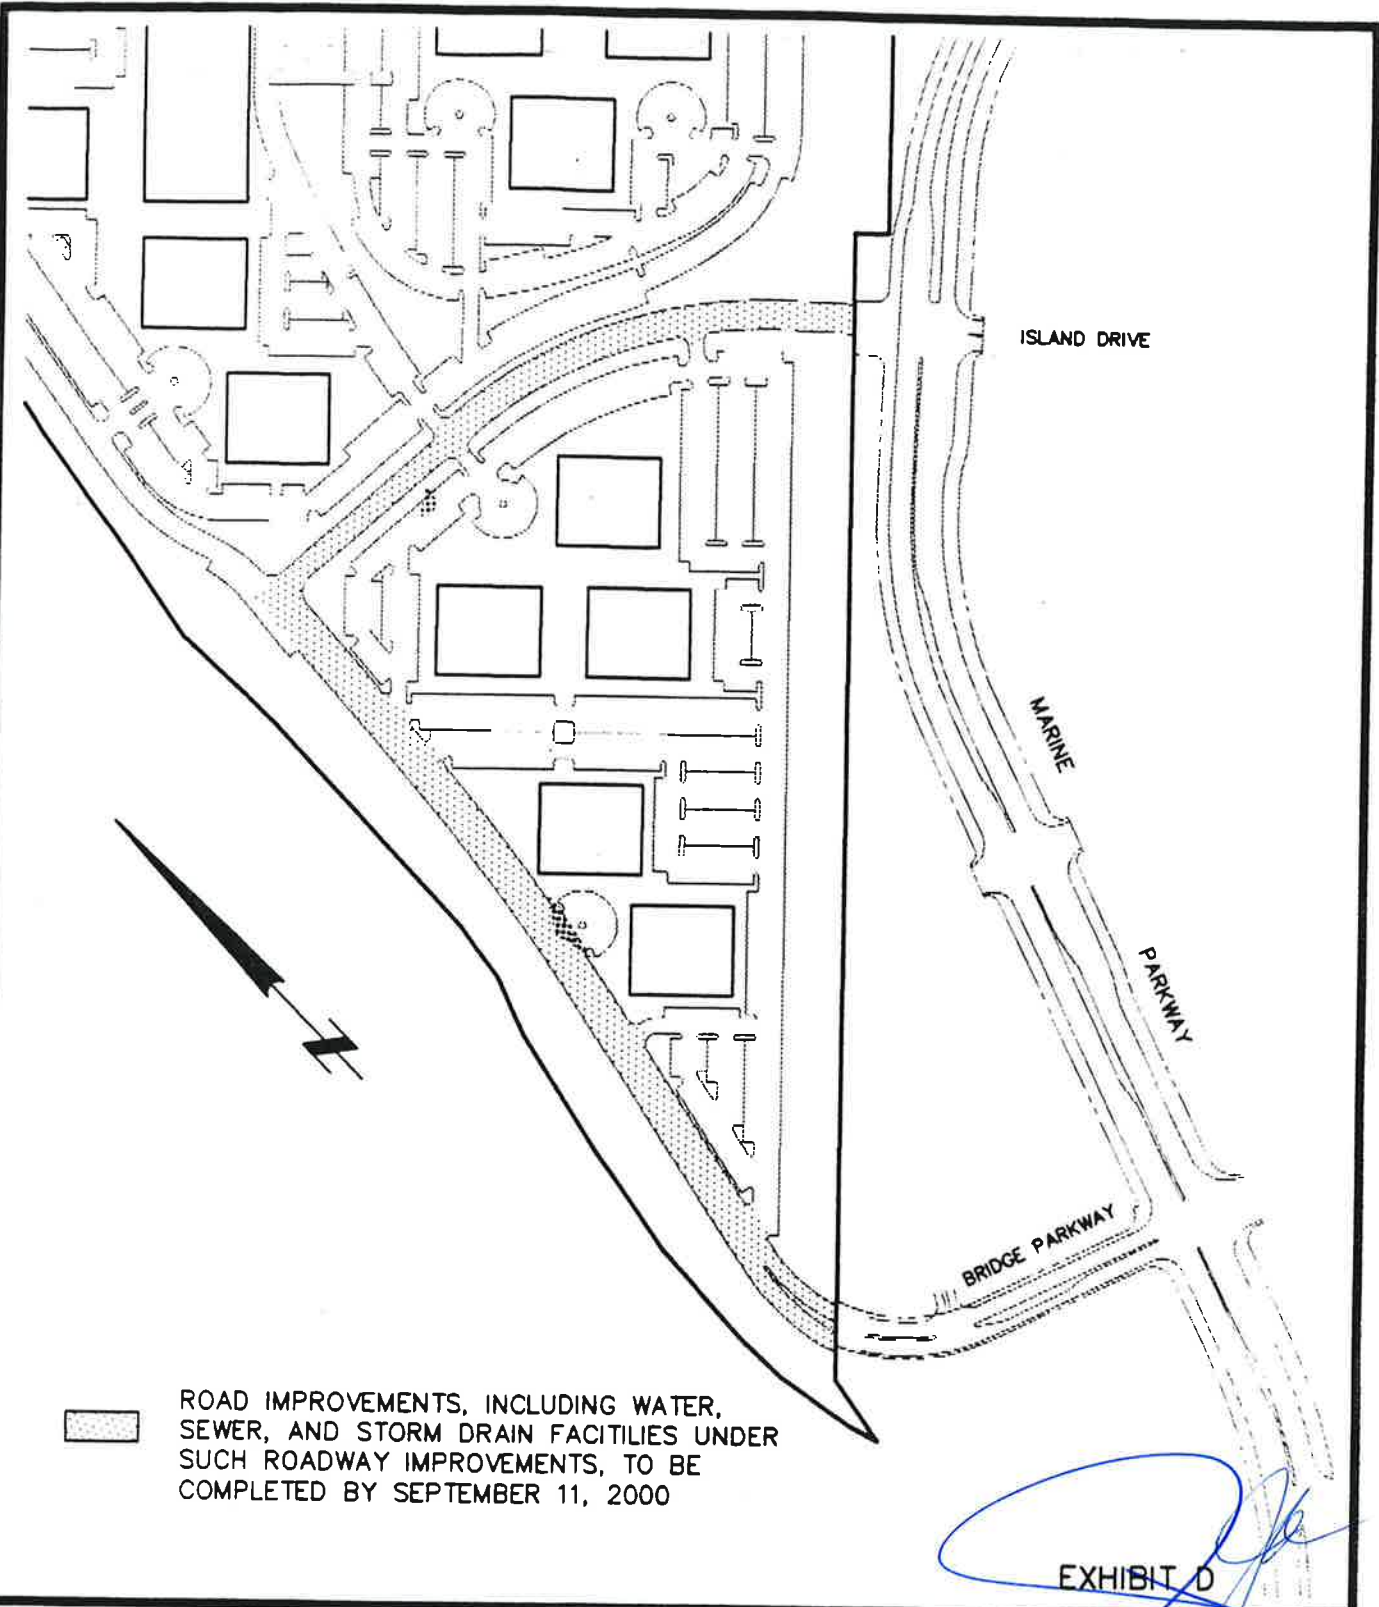 ISLAND DRIVE
MARINE
PARKWAY
BRIDGE PARKWAY
ROAD IMPROVEMENTS, INCLUDING WATER,
SEWER, AND STORM DRAIN FACITILIES UNDER
SUCH ROADWAY IMPROVEMENTS, TO BE
COMPLETED BY SEPTEMBER 11, 2000
EXHIBIT D